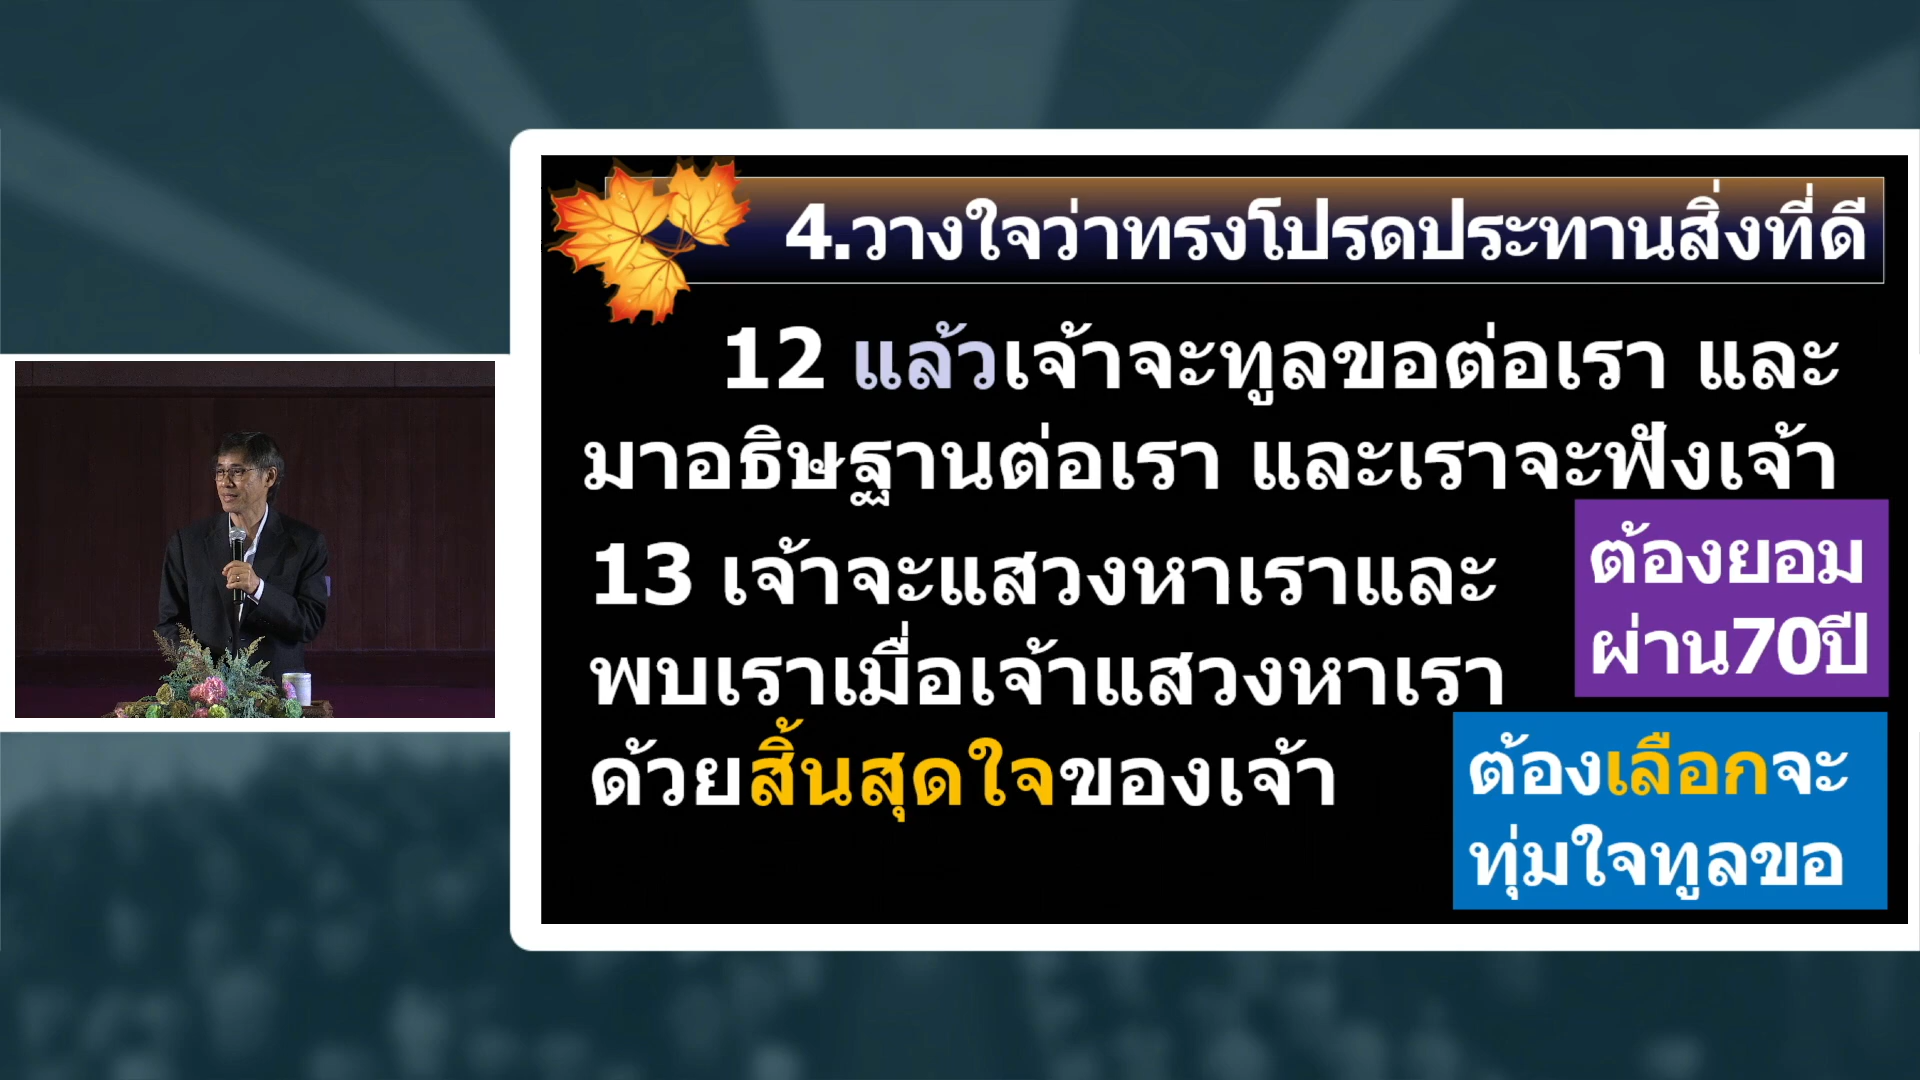 4.วางใจว่าทรงโปรดประทานสิ่งที่ดี
12 แล้วเจ้าจะทูลขอต่อเรา และ
มาอธิษฐานต่อเรา และเราจะฟังเจ้า
13 เจ้าจะแสวงหาเราและ
พบเราเมื่อเจ้าแสวงหาเรา
ด้วยสิ้นสุดใจของเจ้า
ต้องยอม
ผ่าน70ปี
ต้องเลือกจะ
ทุ่มใจทูลขอ